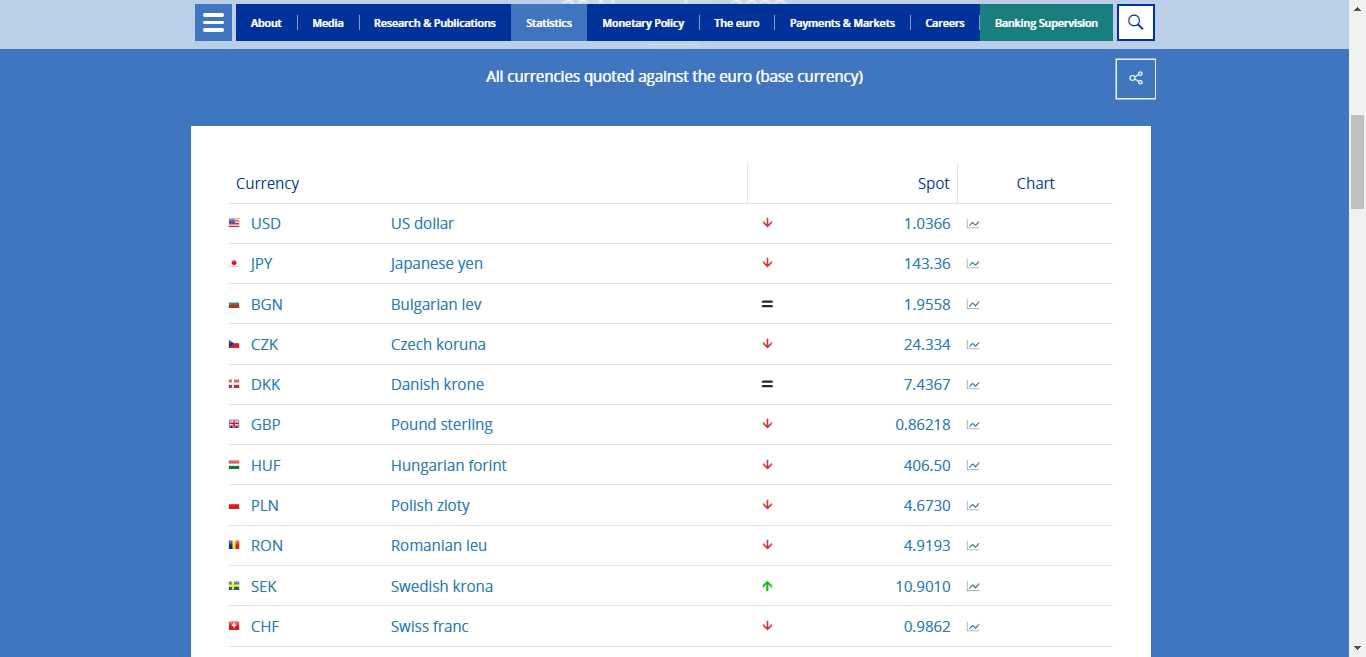 About Media Research & Publications Statistics Monetary Policy The euro Payments & Markets Careers Banking Supervision
All currencies quoted against the euro (base currency)
Currency Spot Chart
USD US dollar 1.0366
JPY Japanese yen 143.36
BGN Bulgarian lev 1.9558
CZK Czech koruna 24.334
DKK Danish krone 7.4367
GBP Pound sterling 0.86218
HUF Hungarian forint 406.50
PLN Polish zloty 4.6730
RON Romanian leu 4.9193
SEK Swedish krona 10.9010
CHF Swiss franc 0.9862